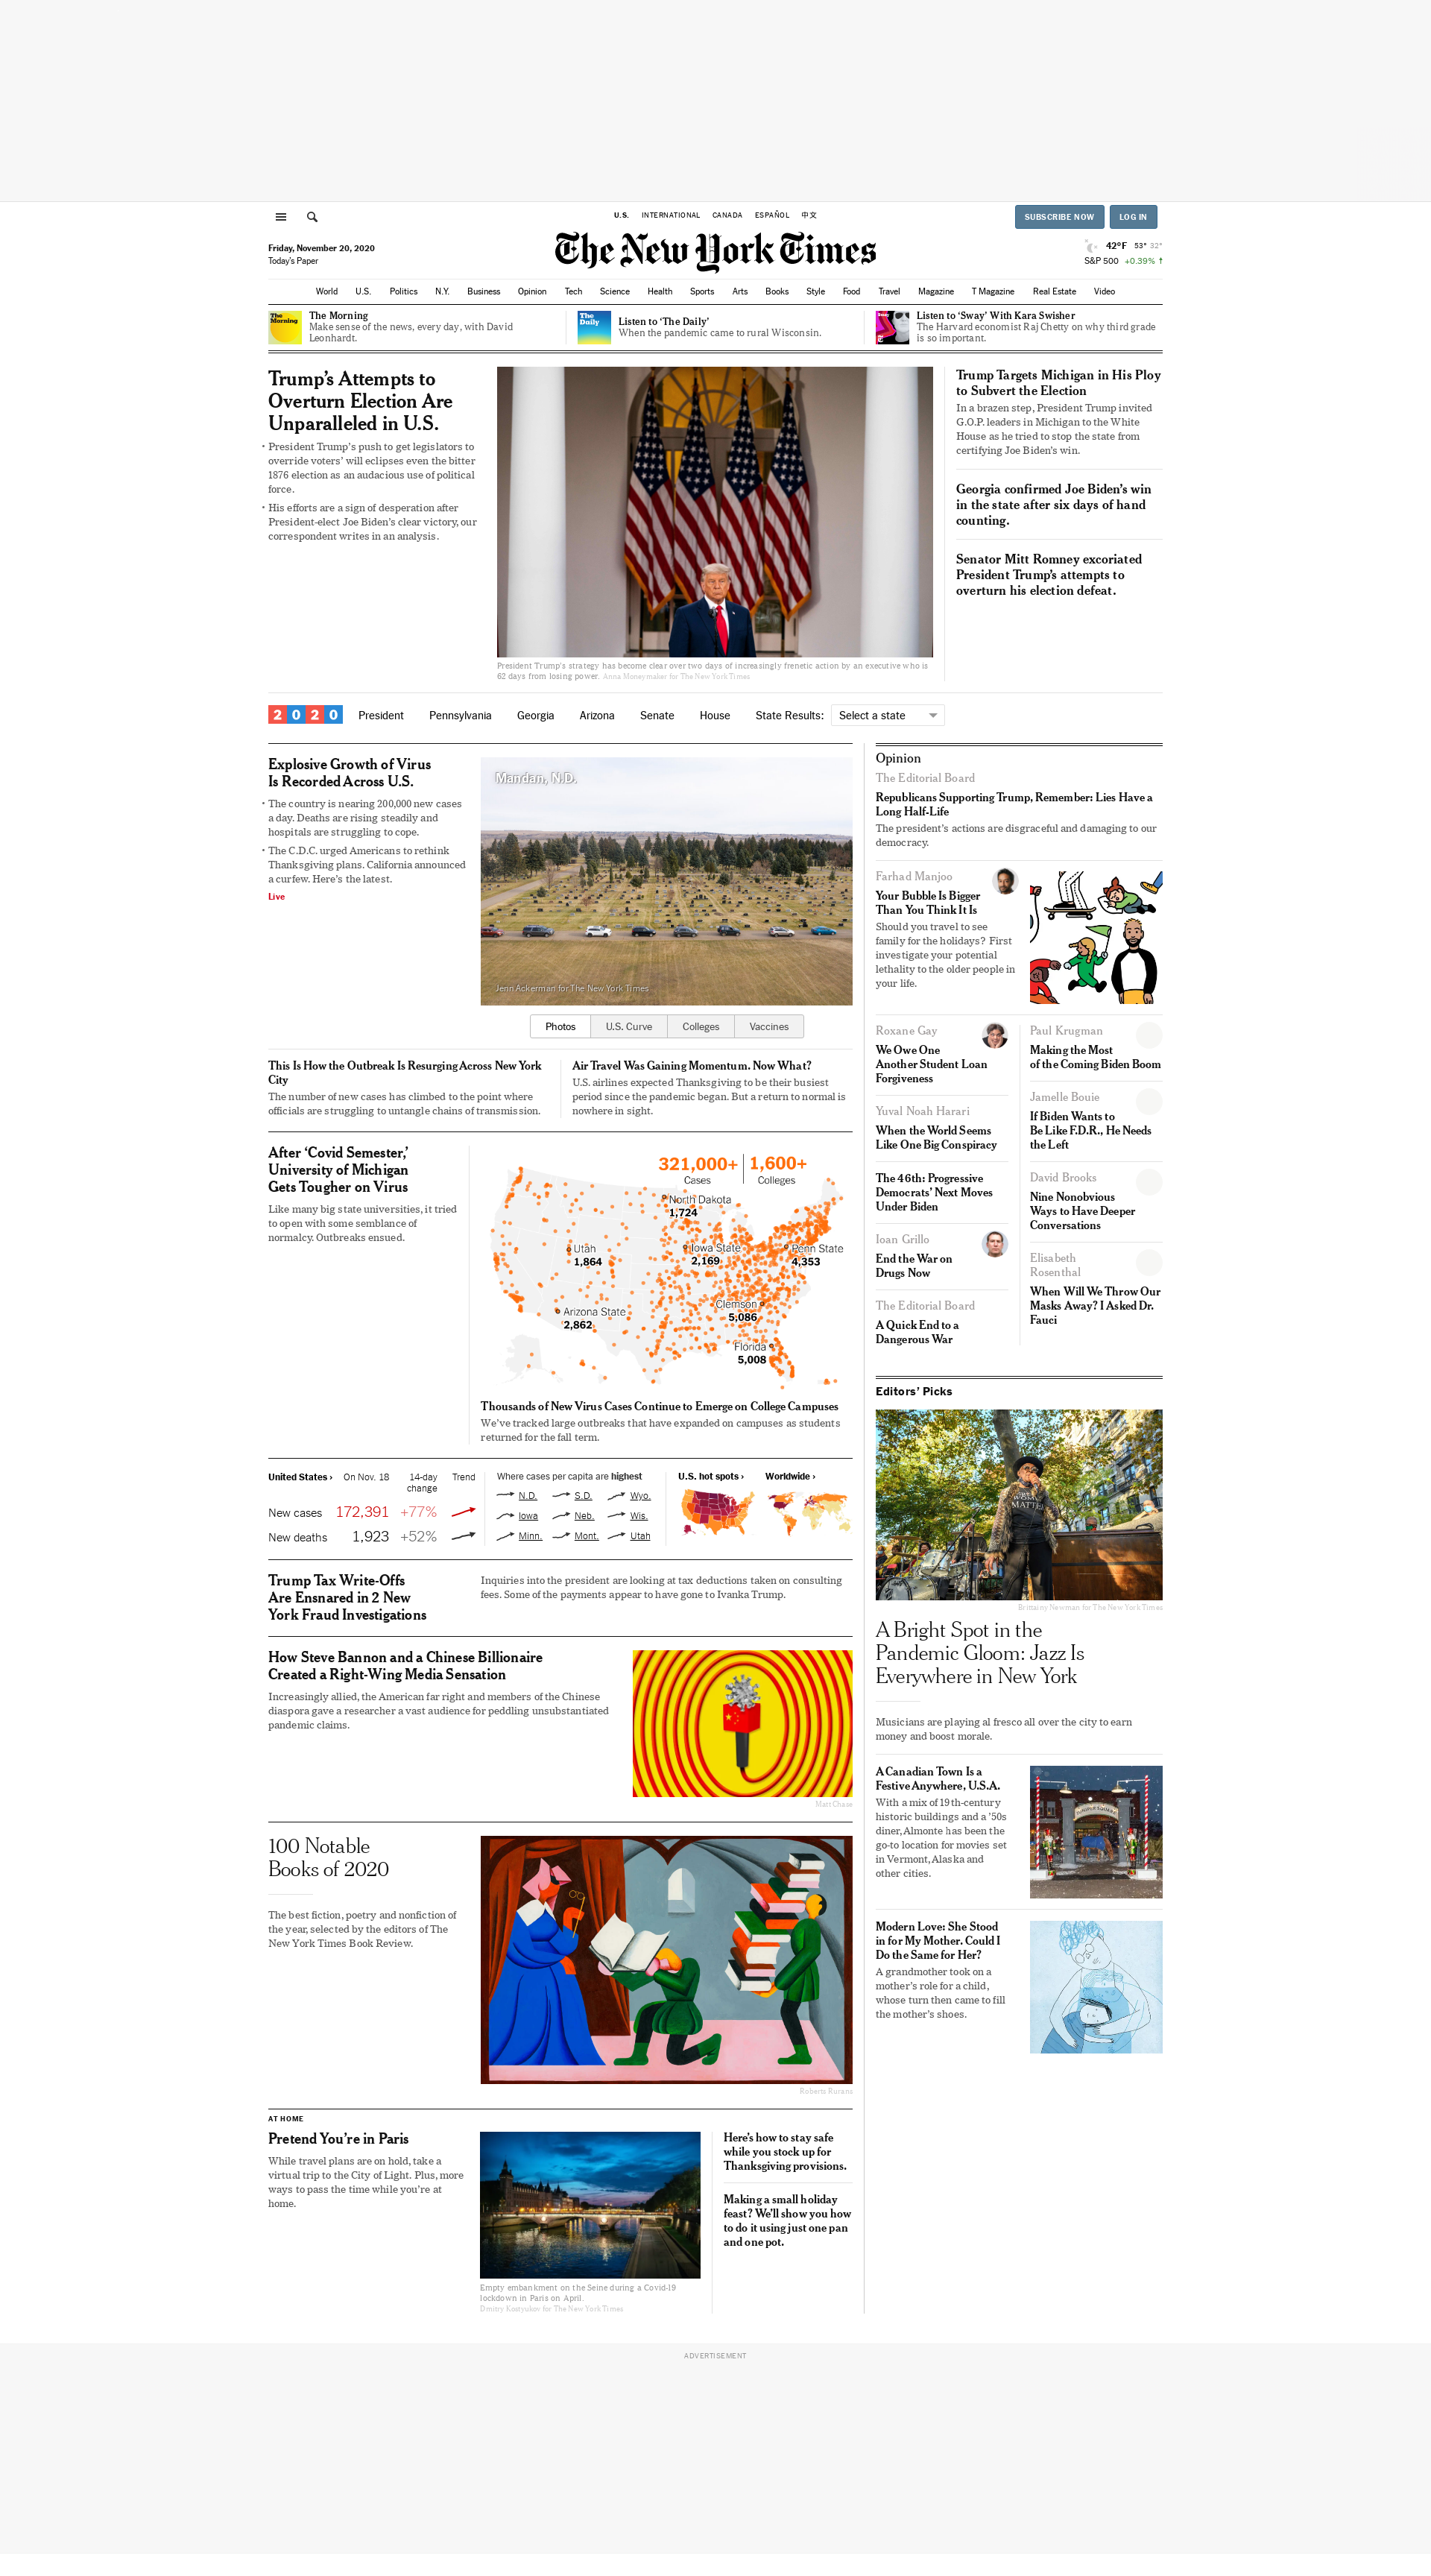 U.S. INTERNATIONAL CANADA ESPAÑOL 中文
SUBSCRIBE NOW LOG IN
Friday, November 20, 2020
Today's Paper
The New York Times
42°F 53° 32°
S&P 500 +0.39% ↑
World U.S. Politics N.Y. Business Opinion Tech Science Health Sports Arts Books Style Food Travel Magazine T Magazine Real Estate Video
The Morning
The Morning
Make sense of the news, every day, with David
Leonhardt.
The Daily
Listen to ‘The Daily’
When the pandemic came to rural Wisconsin.
Listen to ‘Sway’ With Kara Swisher
The Harvard economist Raj Chetty on why third grade
is so important.
Trump’s Attempts to
Overturn Election Are
Unparalleled in U.S.
• President Trump’s push to get legislators to
override voters’ will eclipses even the bitter
1876 election as an audacious use of political
force.
• His efforts are a sign of desperation after
President-elect Joe Biden’s clear victory, our
correspondent writes in an analysis.
President Trump’s strategy has become clear over two days of increasingly frenetic action by an executive who is
62 days from losing power. Anna Moneymaker for The New York Times
Trump Targets Michigan in His Ploy
to Subvert the Election
In a brazen step, President Trump invited
G.O.P. leaders in Michigan to the White
House as he tried to stop the state from
certifying Joe Biden’s win.
Georgia confirmed Joe Biden’s win
in the state after six days of hand
counting.
Senator Mitt Romney excoriated
President Trump’s attempts to
overturn his election defeat.
2020 President Pennsylvania Georgia Arizona Senate House State Results: Select a state
Explosive Growth of Virus
Is Recorded Across U.S.
• The country is nearing 200,000 new cases
a day. Deaths are rising steadily and
hospitals are struggling to cope.
• The C.D.C. urged Americans to rethink
Thanksgiving plans. California announced
a curfew. Here’s the latest.
Live
Mandan, N.D.
Jenn Ackerman for The New York Times
Photos U.S. Curve Colleges Vaccines
This Is How the Outbreak Is Resurging Across New York
City
The number of new cases has climbed to the point where
officials are struggling to untangle chains of transmission.
Air Travel Was Gaining Momentum. Now What?
U.S. airlines expected Thanksgiving to be their busiest
period since the pandemic began. But a return to normal is
nowhere in sight.
After ‘Covid Semester,’
University of Michigan
Gets Tougher on Virus
Like many big state universities, it tried
to open with some semblance of
normalcy. Outbreaks ensued.
321,000+ 1,600+
Cases Colleges
North Dakota
1,724
Utah
1,864
Iowa State
2,169
Penn State
4,353
Arizona State
2,862
Clemson
5,086
Florida
5,008
Thousands of New Virus Cases Continue to Emerge on College Campuses
We’ve tracked large outbreaks that have expanded on campuses as students
returned for the fall term.
United States › On Nov. 18 14-day
change Trend
New cases 172,391 +77%
New deaths 1,923 +52%
Where cases per capita are highest
N.D. S.D. Wyo.
Iowa Neb. Wis.
Minn. Mont. Utah
U.S. hot spots › Worldwide ›
Trump Tax Write-Offs
Are Ensnared in 2 New
York Fraud Investigations
Inquiries into the president are looking at tax deductions taken on consulting
fees. Some of the payments appear to have gone to Ivanka Trump.
How Steve Bannon and a Chinese Billionaire
Created a Right-Wing Media Sensation
Increasingly allied, the American far right and members of the Chinese
diaspora gave a researcher a vast audience for peddling unsubstantiated
pandemic claims.
Matt Chase
100 Notable
Books of 2020
The best fiction, poetry and nonfiction of
the year, selected by the editors of The
New York Times Book Review.
Roberts Rurans
AT HOME
Pretend You’re in Paris
While travel plans are on hold, take a
virtual trip to the City of Light. Plus, more
ways to pass the time while you’re at
home.
Empty embankment on the Seine during a Covid-19
lockdown in Paris on April.
Dmitry Kostyukov for The New York Times
Here’s how to stay safe
while you stock up for
Thanksgiving provisions.
Making a small holiday
feast? We’ll show you how
to do it using just one pan
and one pot.
Opinion
The Editorial Board
Republicans Supporting Trump, Remember: Lies Have a
Long Half-Life
The president’s actions are disgraceful and damaging to our
democracy.
Farhad Manjoo
Your Bubble Is Bigger
Than You Think It Is
Should you travel to see
family for the holidays? First
investigate your potential
lethality to the older people in
your life.
Roxane Gay
We Owe One
Another Student Loan
Forgiveness
Yuval Noah Harari
When the World Seems
Like One Big Conspiracy
The 46th: Progressive
Democrats’ Next Moves
Under Biden
Ioan Grillo
End the War on
Drugs Now
The Editorial Board
A Quick End to a
Dangerous War
Paul Krugman
Making the Most
of the Coming Biden Boom
Jamelle Bouie
If Biden Wants to
Be Like F.D.R., He Needs
the Left
David Brooks
Nine Nonobvious
Ways to Have Deeper
Conversations
Elisabeth
Rosenthal
When Will We Throw Our
Masks Away? I Asked Dr.
Fauci
Editors’ Picks
Brittainy Newman for The New York Times
A Bright Spot in the
Pandemic Gloom: Jazz Is
Everywhere in New York
Musicians are playing al fresco all over the city to earn
money and boost morale.
A Canadian Town Is a
Festive Anywhere, U.S.A.
With a mix of 19th-century
historic buildings and a ’50s
diner, Almonte has been the
go-to location for movies set
in Vermont, Alaska and
other cities.
Modern Love: She Stood
in for My Mother. Could I
Do the Same for Her?
A grandmother took on a
mother’s role for a child,
whose turn then came to fill
the mother’s shoes.
ADVERTISEMENT